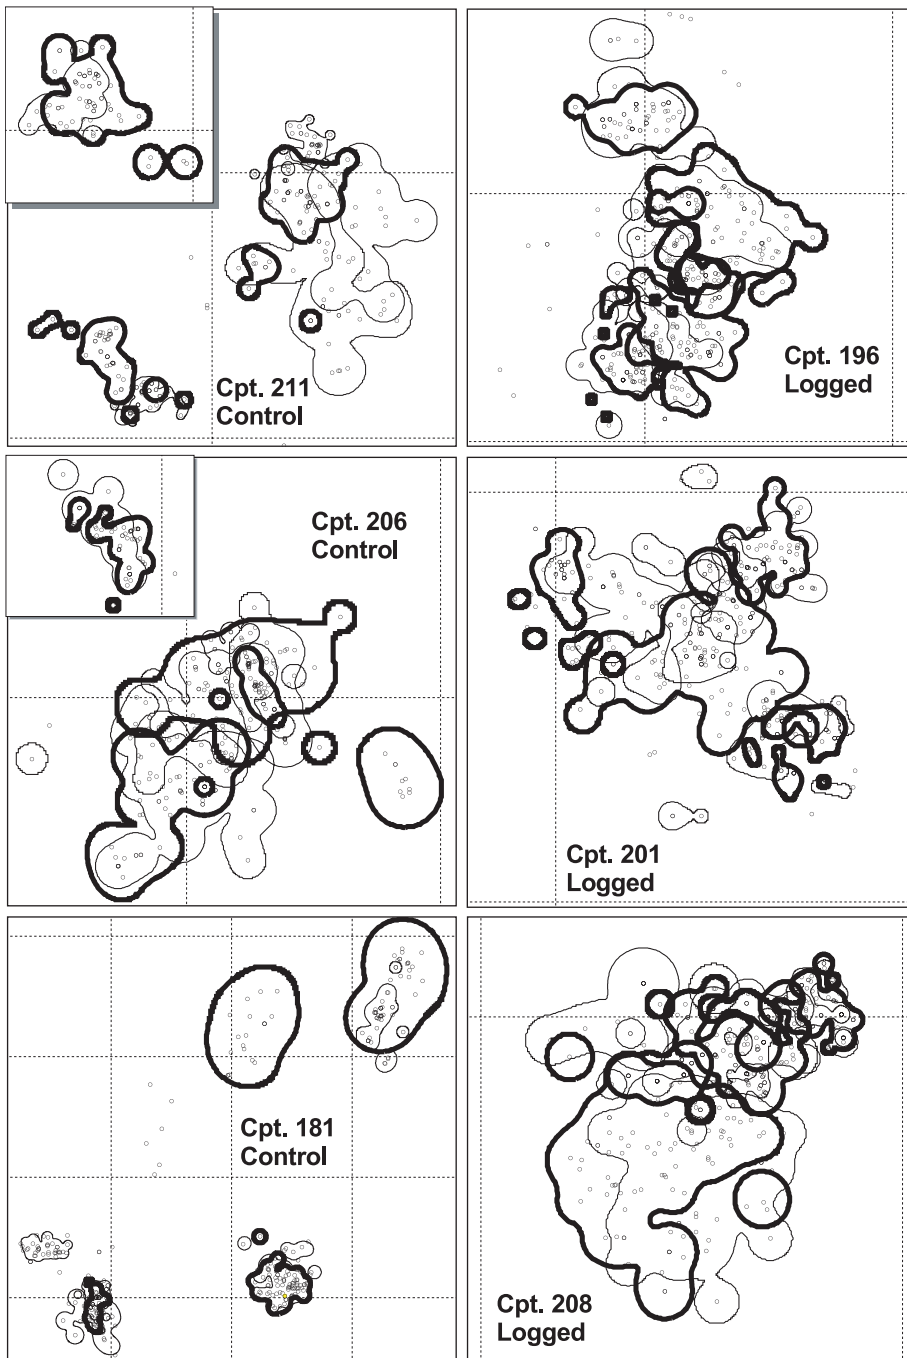 Cpt. 211
Control
Cpt. 196
Logged
Cpt. 206
Control
Cpt. 201
Logged
Cpt. 181
Control
Cpt. 208
Logged